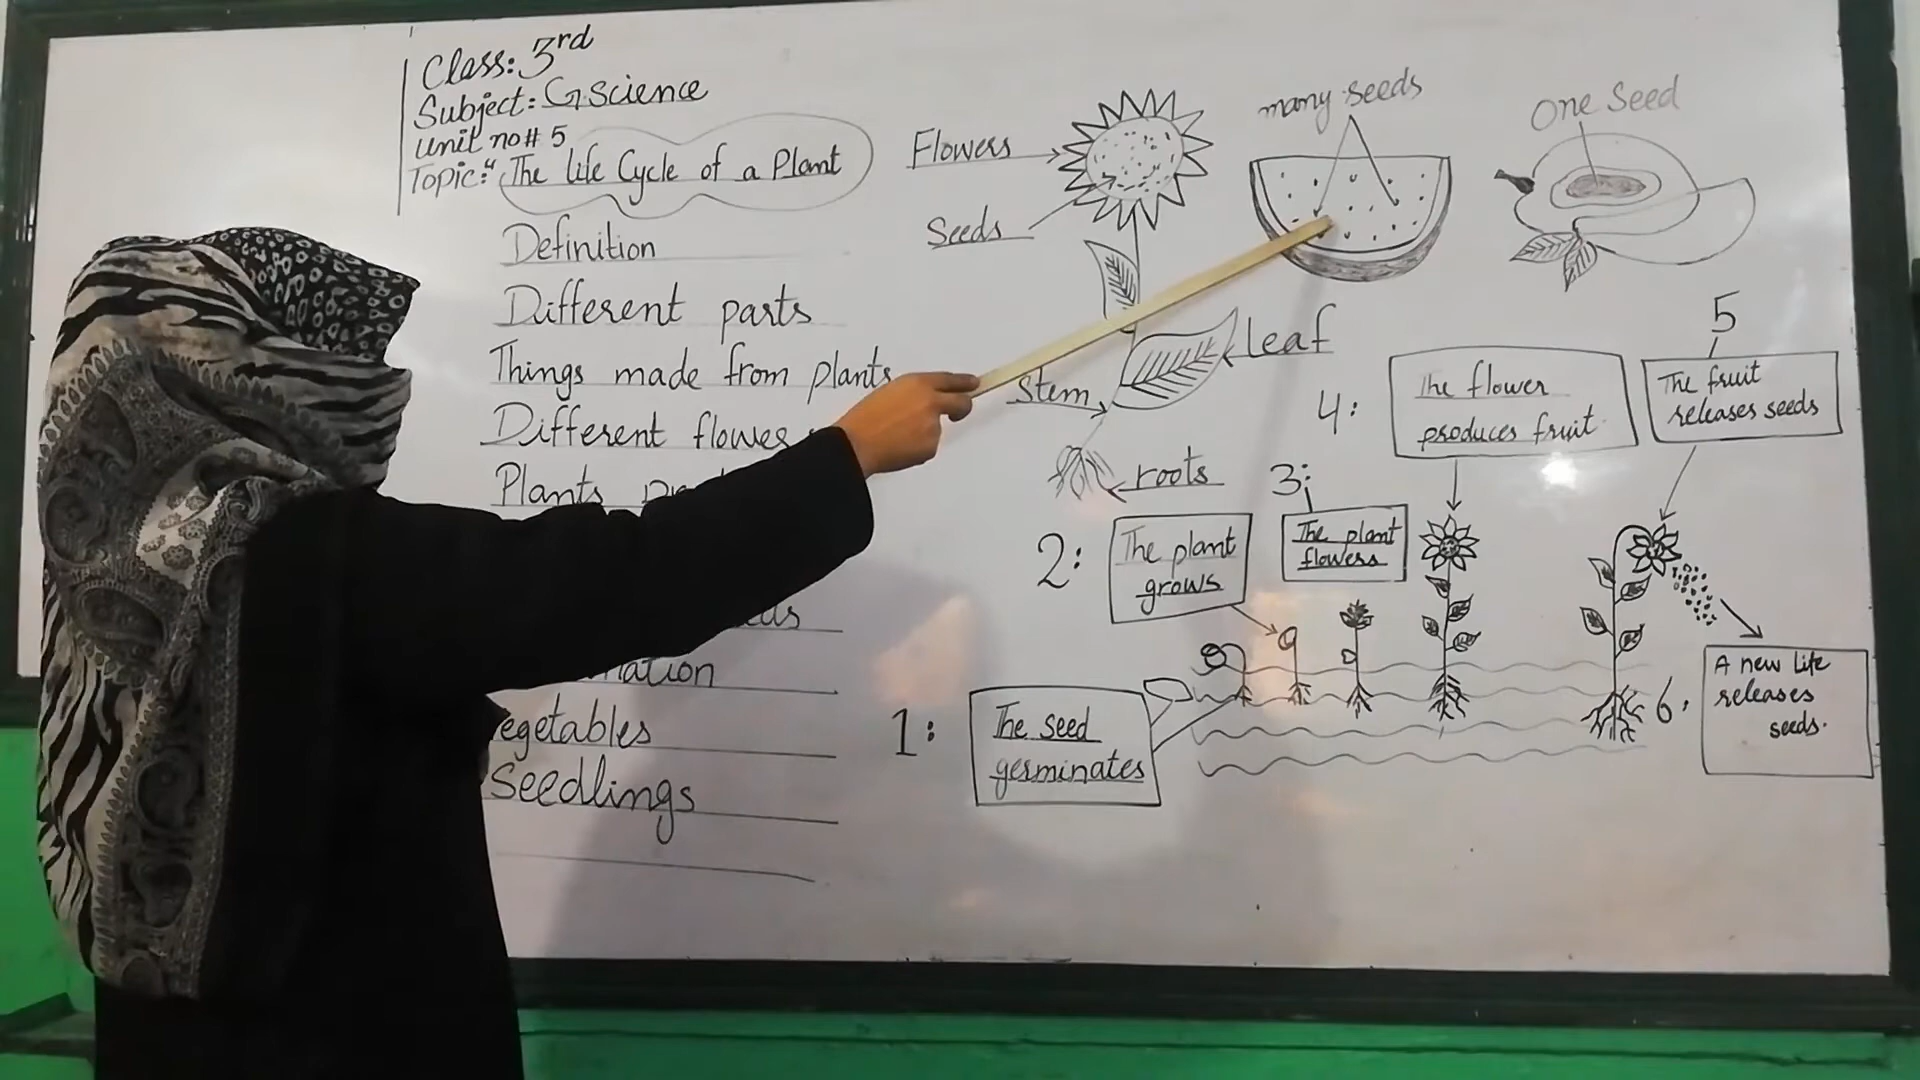 Class: 3rd
Subject: G.science
Unit no# 5
Topic: "The life Cycle of a Plant
Definition
Different parts
Things made from plants
Different flowes
Plants
egetables
Seedlings
Flowers
Seeds
leaf
Stem
roots
many seeds
one Seed
1: The seed
germinates
2: The plant
grows
3: The plant
flowers
4: The flower
produces fruit
5
The fruit
releases seeds
6. A new life
releases
seeds.